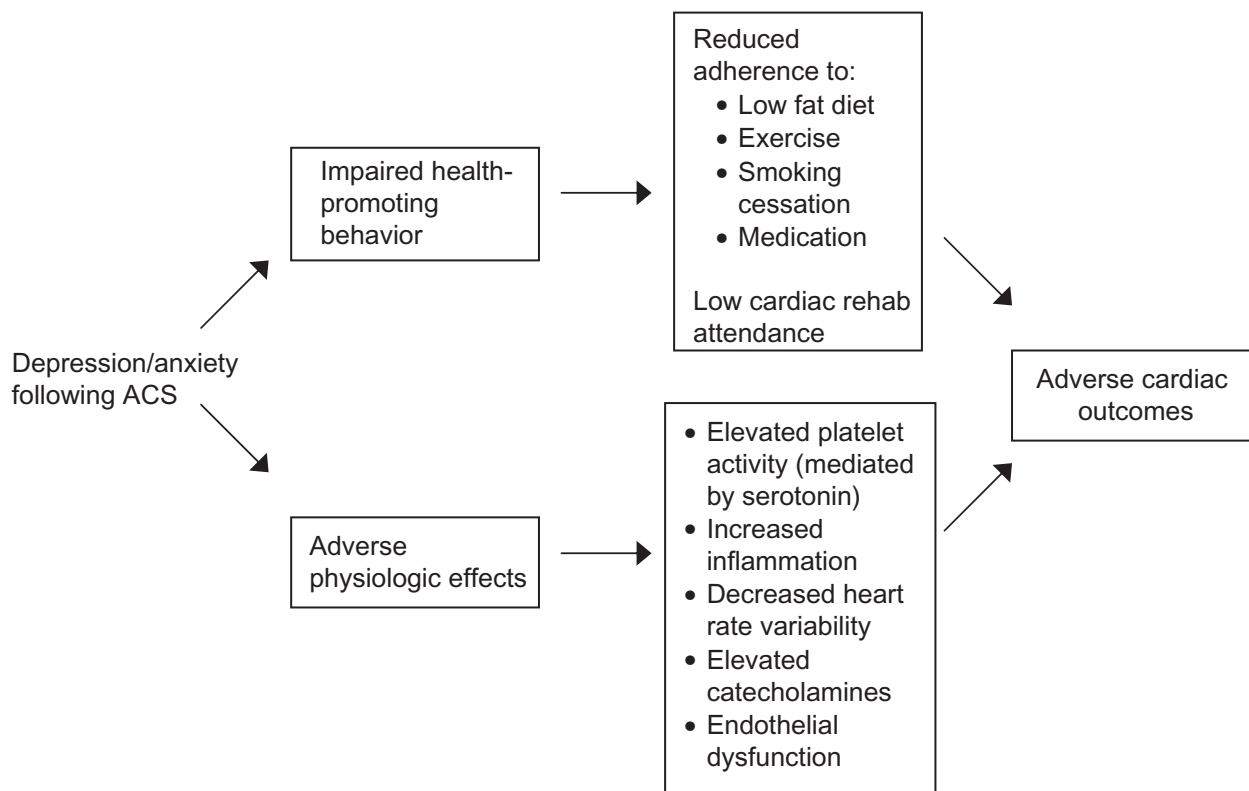 Depression/anxiety
following ACS
Impaired health-
promoting
behavior
Reduced
adherence to:
• Low fat diet
• Exercise
• Smoking
cessation
• Medication
Low cardiac rehab
attendance
Adverse
physiologic effects
• Elevated platelet
activity (mediated
by serotonin)
• Increased
inflammation
• Decreased heart
rate variability
• Elevated
catecholamines
• Endothelial
dysfunction
Adverse cardiac
outcomes